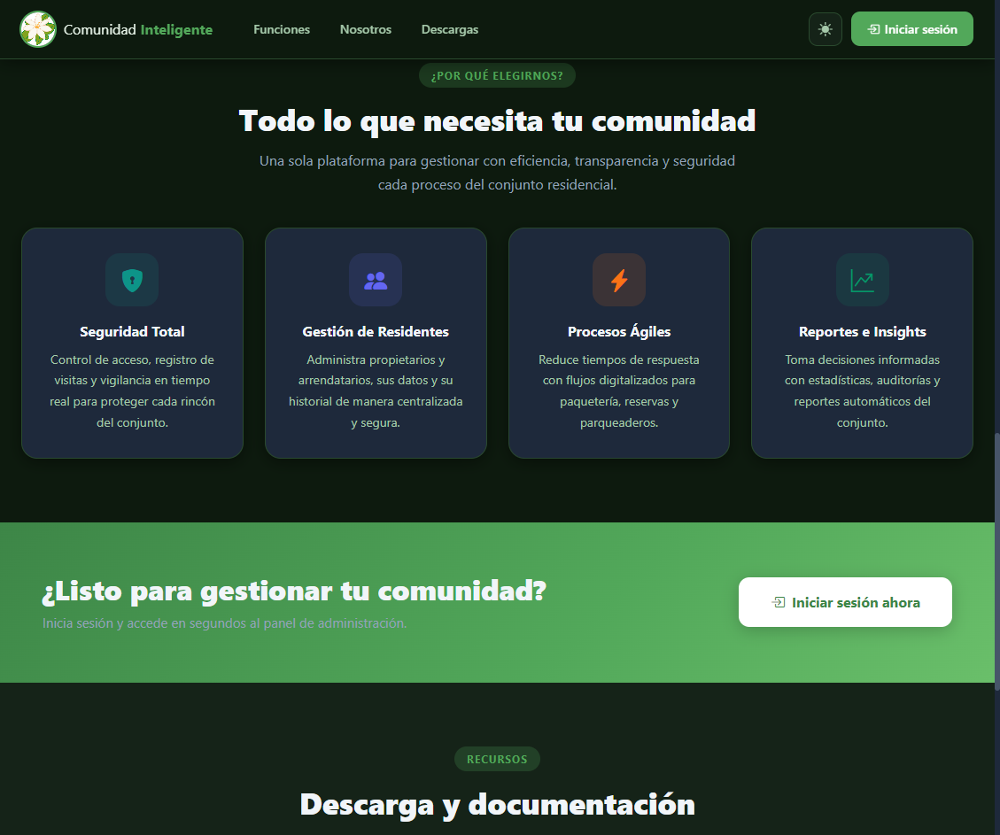 Comunidad Inteligente
Funciones
Nosotros
Descargas
Iniciar sesión
¿POR QUÉ ELEGIRNOS?
Todo lo que necesita tu comunidad
Una sola plataforma para gestionar con eficiencia, transparencia y seguridad
cada proceso del conjunto residencial.
Seguridad Total
Control de acceso, registro de
visitas y vigilancia en tiempo
real para proteger cada rincón
del conjunto.
Gestión de Residentes
Administra propietarios y
arrendatarios, sus datos y su
historial de manera centralizada
y segura.
Procesos Ágiles
Reduce tiempos de respuesta
con flujos digitalizados para
paquetería, reservas y
parqueaderos.
Reportes e Insights
Toma decisiones informadas
con estadísticas, auditorías y
reportes automáticos del
conjunto.
¿Listo para gestionar tu comunidad?
Inicia sesión y accede en segundos al panel de administración.
Iniciar sesión ahora
RECURSOS
Descarga y documentación